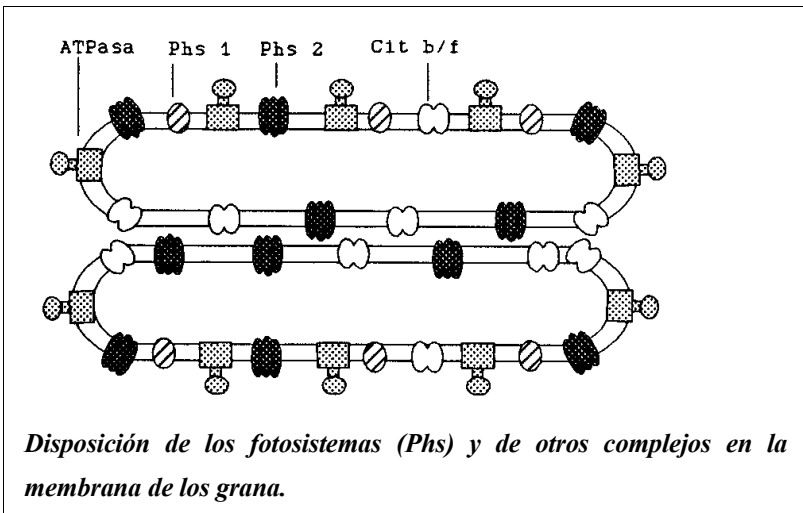 ATPasa Phs 1 Phs 2 Cit b/f
Disposición de los fotosistemas (Phs) y de otros complejos en la
membrana de los grana.